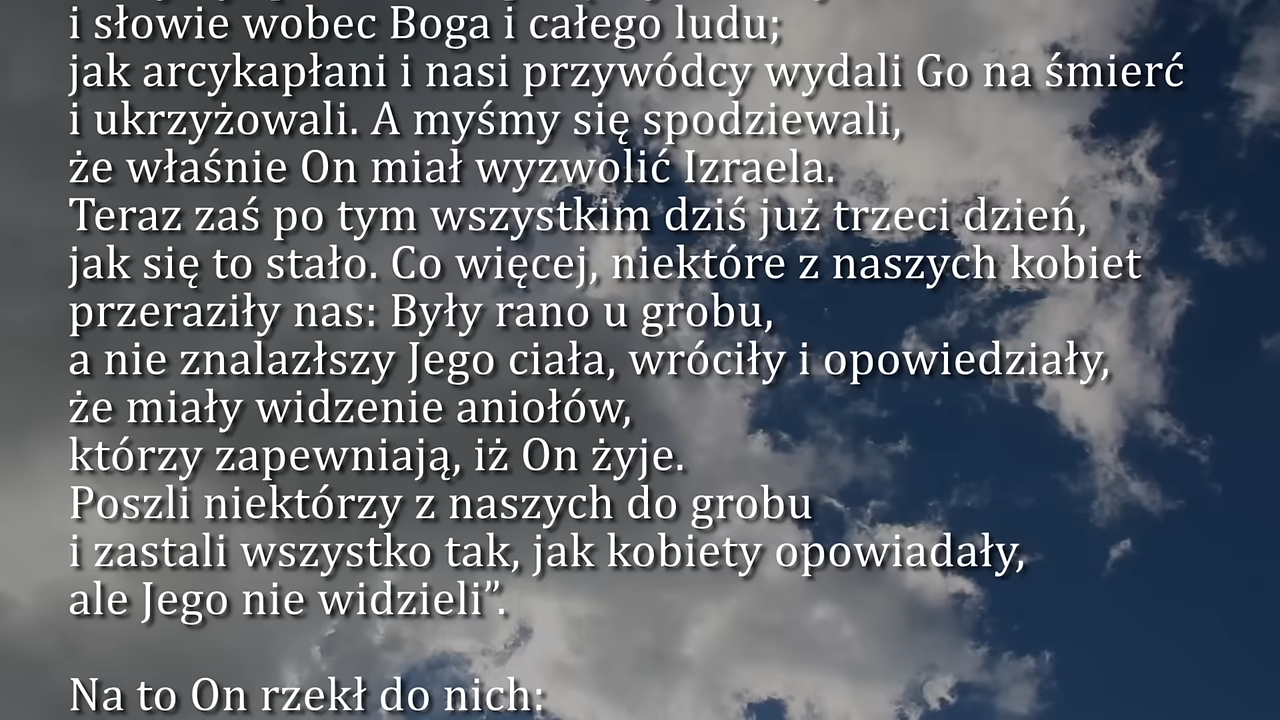 i słowie wobec Boga i całego ludu;
jak arcykapłani i nasi przywódcy wydali Go na śmierć
i ukrzyżowali. A myśmy się spodziewali,
że właśnie On miał wyzwolić Izraela.
Teraz zaś po tym wszystkim dziś już trzeci dzień,
jak się to stało. Co więcej, niektóre z naszych kobiet
przeraziły nas: Były rano u grobu,
a nie znalazłszy Jego ciała, wróciły i opowiedziały,
że miały widzenie aniołów,
którzy zapewniają, iż On żyje.
Poszli niektórzy z naszych do grobu
i zastali wszystko tak, jak kobiety opowiadały,
ale Jego nie widzieli”.
Na to On rzekł do nich: